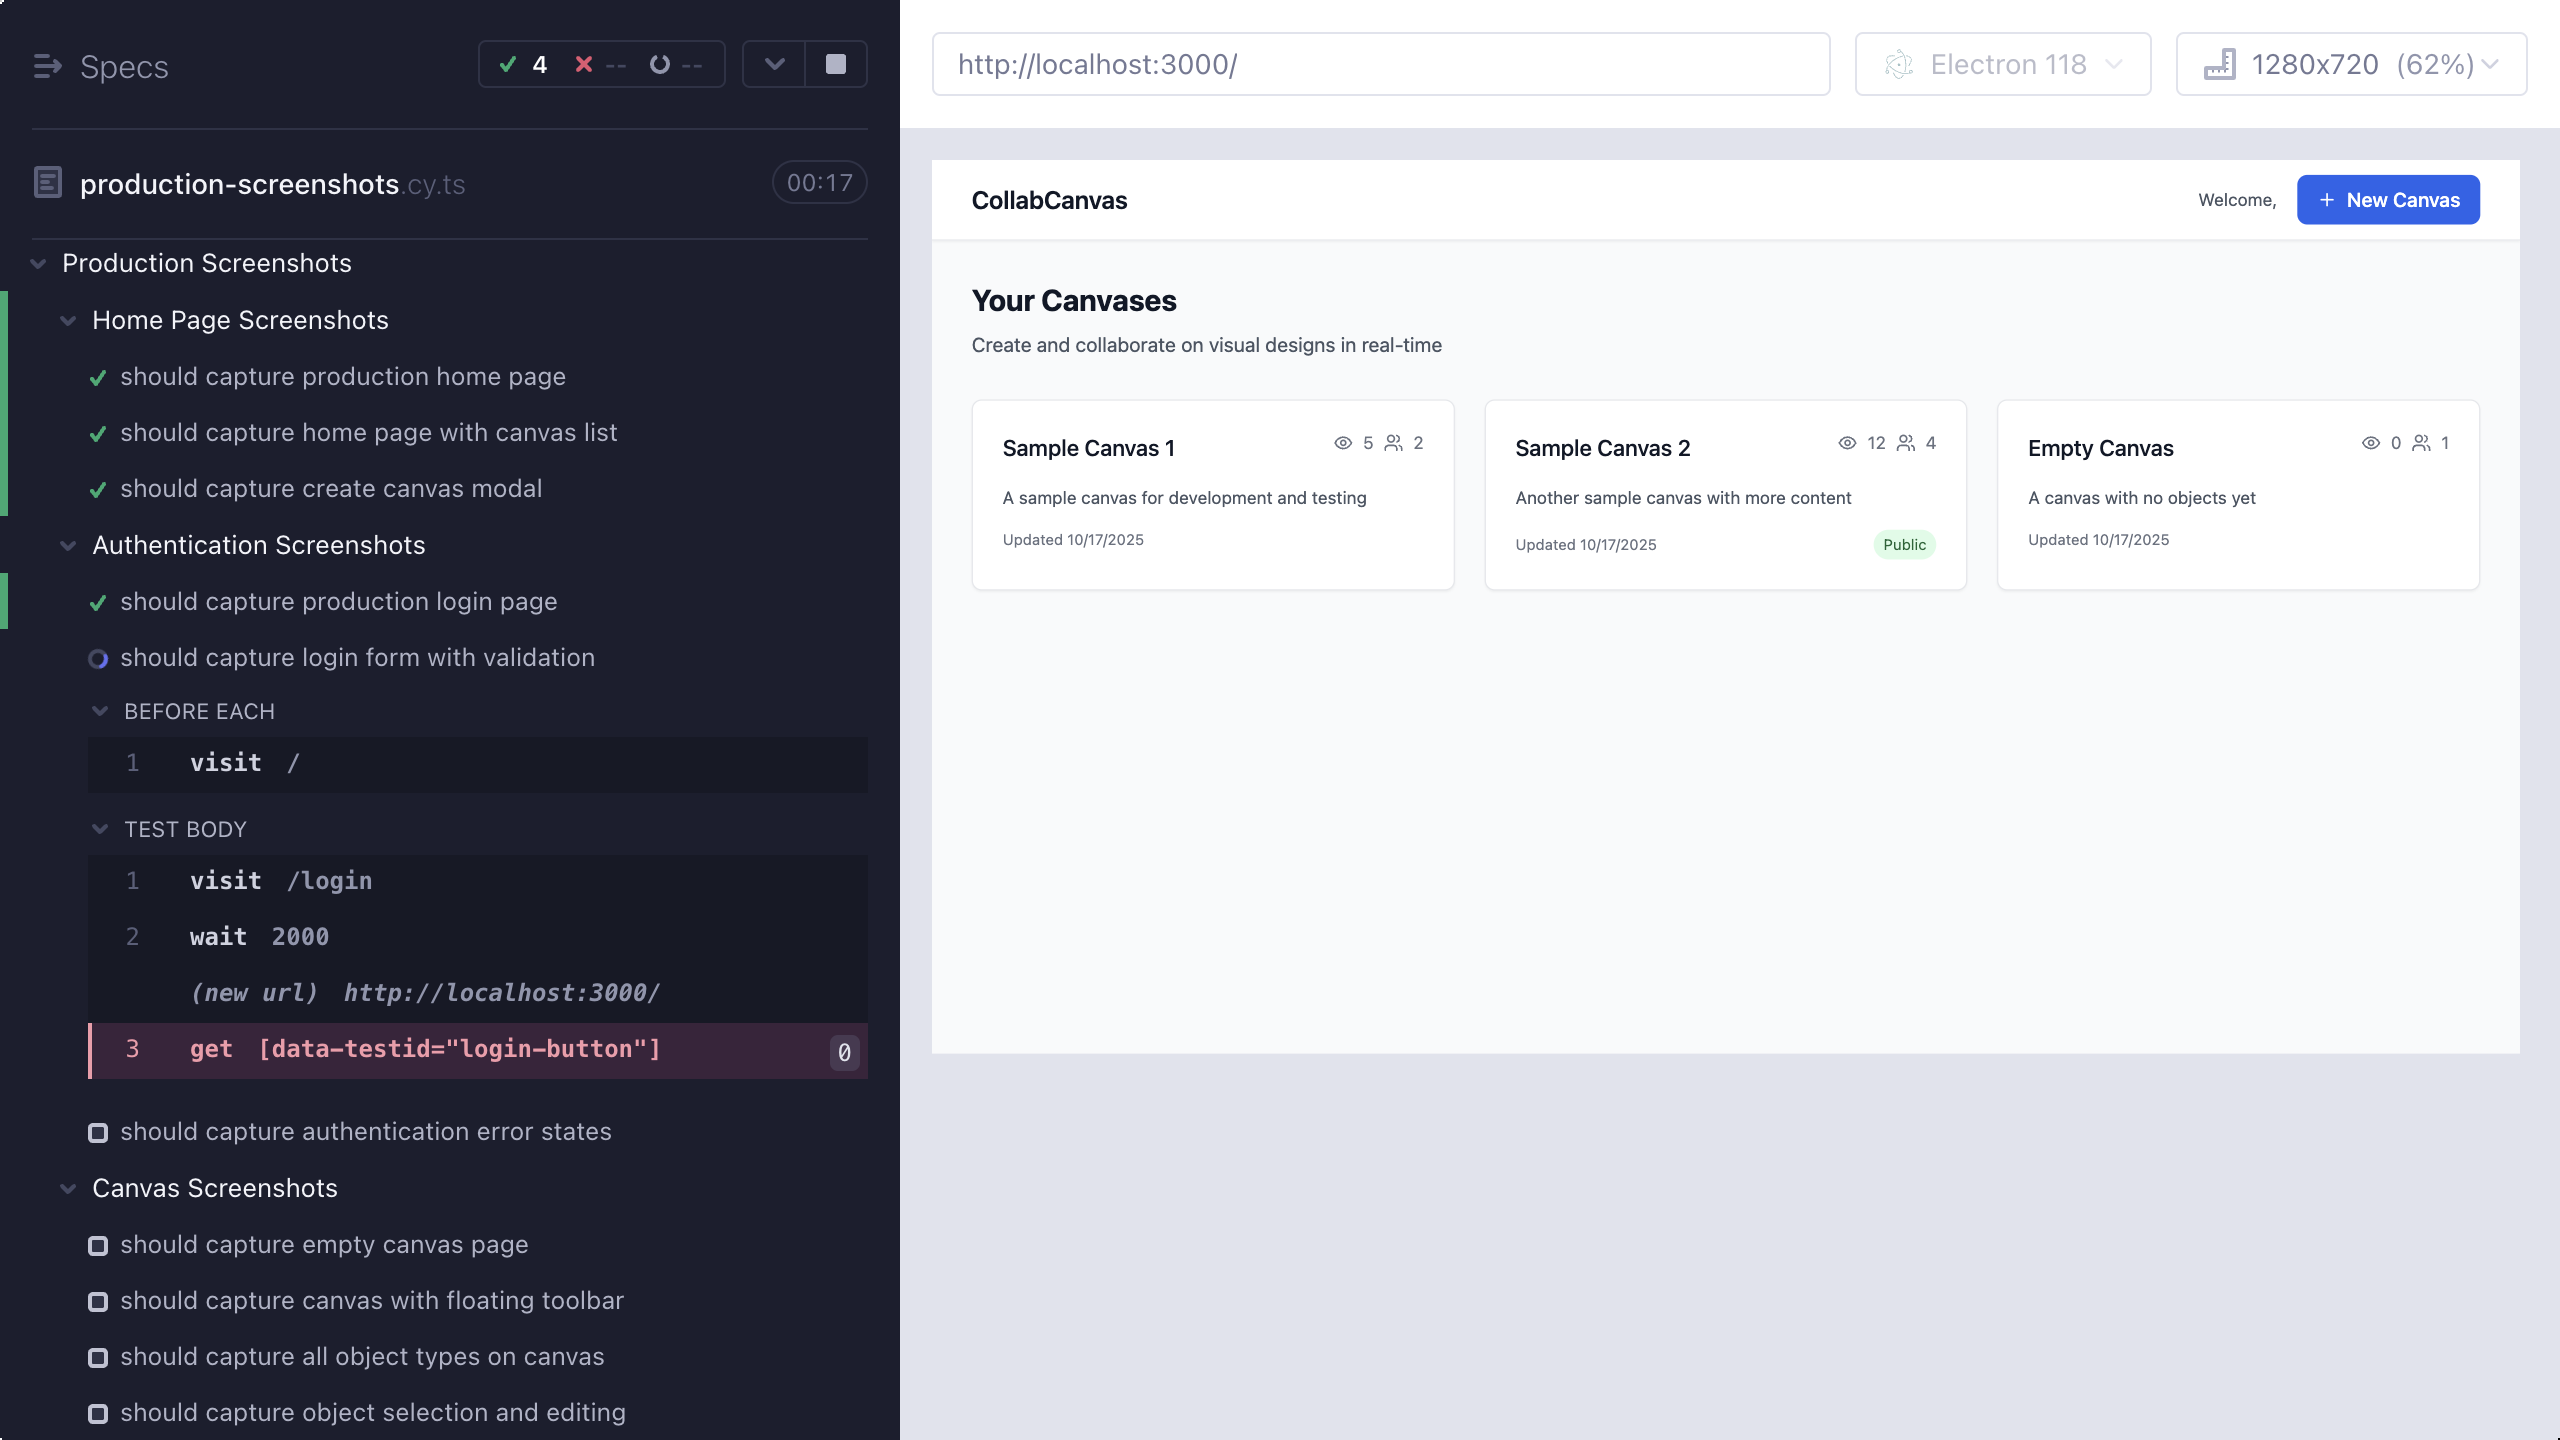 Specs
4 -- --
production-screenshots.cy.ts
00:17
Production Screenshots
Home Page Screenshots
should capture production home page
should capture home page with canvas list
should capture create canvas modal
Authentication Screenshots
should capture production login page
should capture login form with validation
BEFORE EACH
1 visit /
TEST BODY
1 visit /login
2 wait 2000
(new url) http://localhost:3000/
3 get [data-testid="login-button"] 0
should capture authentication error states
Canvas Screenshots
should capture empty canvas page
should capture canvas with floating toolbar
should capture all object types on canvas
should capture object selection and editing
http://localhost:3000/
Electron 118
1280x720 (62%)
CollabCanvas
Welcome,
+ New Canvas
Your Canvases
Create and collaborate on visual designs in real-time
Sample Canvas 1
5 2
A sample canvas for development and testing
Updated 10/17/2025
Sample Canvas 2
12 4
Another sample canvas with more content
Updated 10/17/2025
Public
Empty Canvas
0 1
A canvas with no objects yet
Updated 10/17/2025